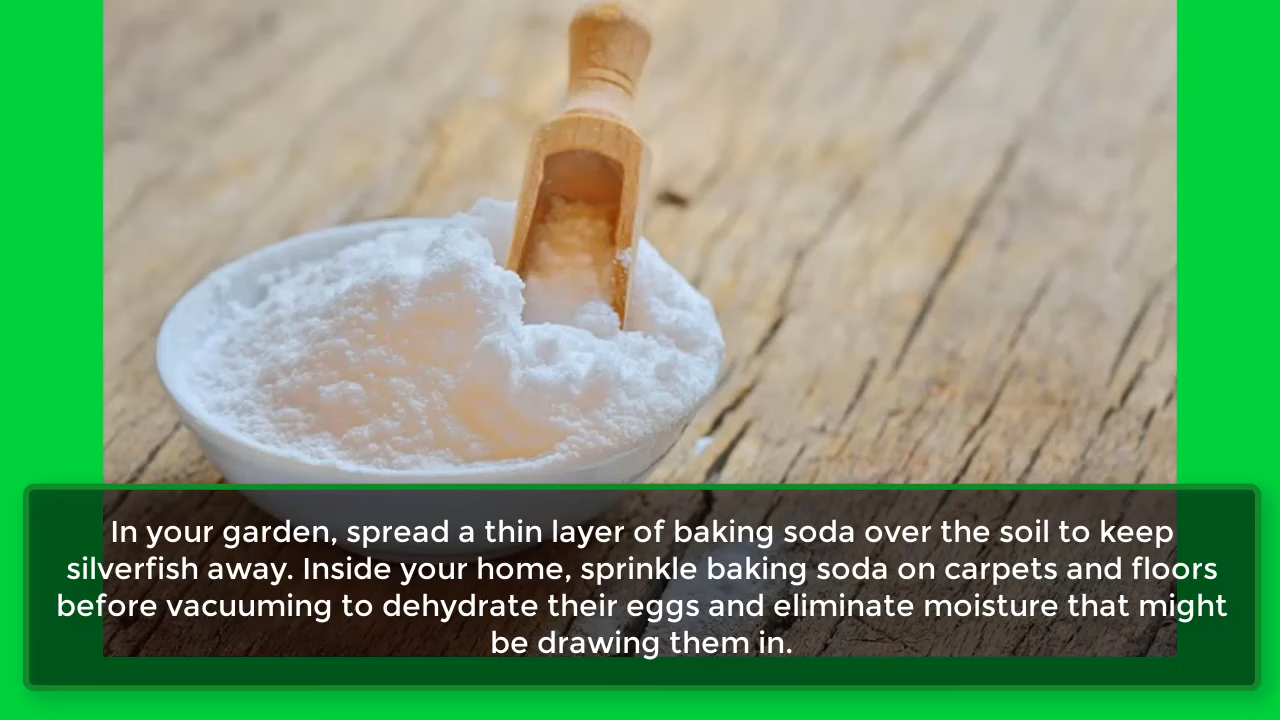 In your garden, spread a thin layer of baking soda over the soil to keep
silverfish away. Inside your home, sprinkle baking soda on carpets and floors
before vacuuming to dehydrate their eggs and eliminate moisture that might
be drawing them in.